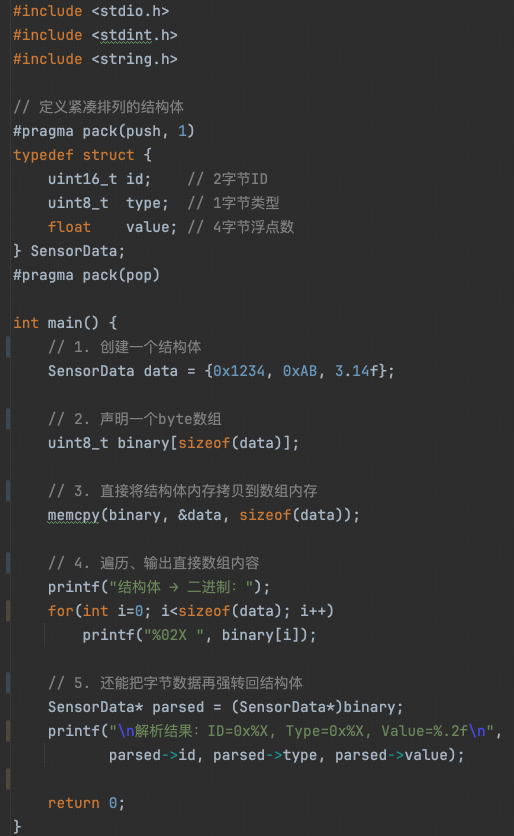 #include <stdio.h>
#include <stdint.h>
#include <string.h>

// 定义紧凑排列的结构体
#pragma pack(push, 1)
typedef struct {
    uint16_t id;    // 2字节ID
    uint8_t  type;  // 1字节类型
    float    value; // 4字节浮点数
} SensorData;
#pragma pack(pop)

int main() {
    // 1. 创建一个结构体
    SensorData data = {0x1234, 0xAB, 3.14f};

    // 2. 声明一个byte数组
    uint8_t binary[sizeof(data)];

    // 3. 直接将结构体内存拷贝到数组内存
    memcpy(binary, &data, sizeof(data));

    // 4. 遍历、输出直接数组内容
    printf("结构体 → 二进制: ");
    for(int i=0; i<sizeof(data); i++)
        printf("%02X ", binary[i]);

    // 5. 还能把字节数据再强转回结构体
    SensorData* parsed = (SensorData*)binary;
    printf("\n解析结果: ID=0x%X, Type=0x%X, Value=%.2f\n",
           parsed->id, parsed->type, parsed->value);

    return 0;
}